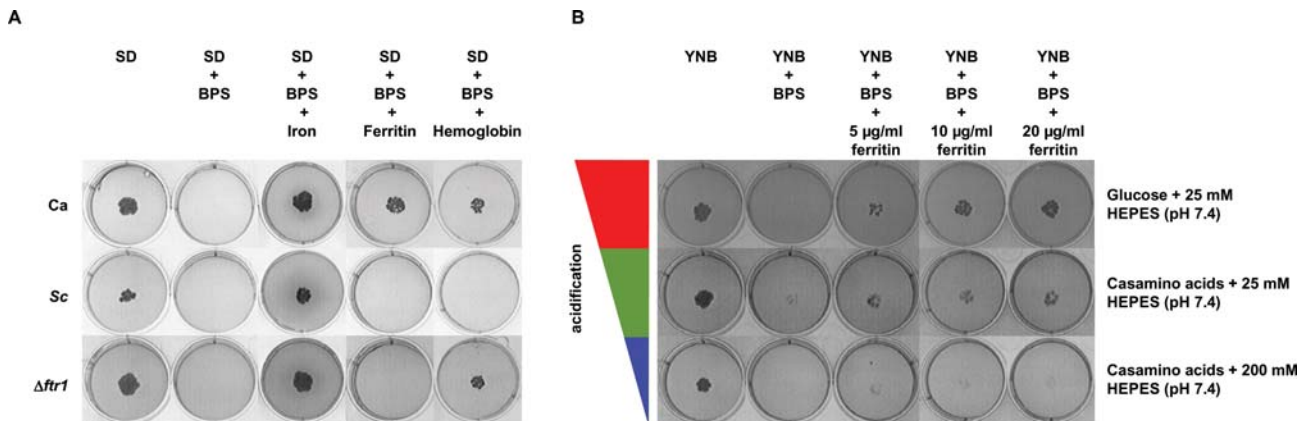 A
SD
SD
+
BPS
SD
+
BPS
+
Iron
SD
+
BPS
+
Ferritin
SD
+
BPS
+
Hemoglobin
Ca
Sc
Δftr1
B
YNB
YNB
+
BPS
YNB
+
BPS
+
5 µg/ml
ferritin
YNB
+
BPS
+
10 µg/ml
ferritin
YNB
+
BPS
+
20 µg/ml
ferritin
acidification
Glucose + 25 mM
HEPES (pH 7.4)
Casamino acids + 25 mM
HEPES (pH 7.4)
Casamino acids + 200 mM
HEPES (pH 7.4)